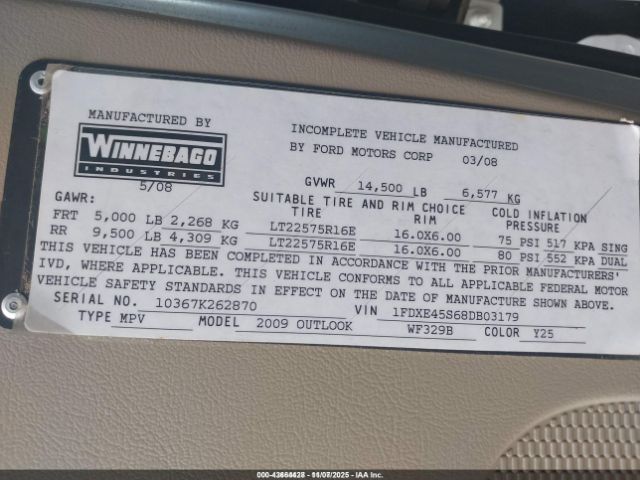 MANUFACTURED BY
WINNEBAGO
INDUSTRIES
5/08
INCOMPLETE VEHICLE MANUFACTURED
BY FORD MOTORS CORP 03/08
GVWR 14,500 LB 6,577 KG
GAWR:
SUITABLE TIRE AND RIM CHOICE
TIRE RIM
COLD INFLATION
PRESSURE
FRT 5,000 LB 2,268 KG LT22575R16E 16.0X6.00 75 PSI 517 KPA SING
RR 9,500 LB 4,309 KG LT22575R16E 16.0X6.00 80 PSI 552 KPA DUAL
THIS VEHICLE HAS BEEN COMPLETED IN ACCORDANCE WITH THE PRIOR MANUFACTURERS'
IVD, WHERE APPLICABLE. THIS VEHICLE CONFORMS TO ALL APPLICABLE FEDERAL MOTOR
VEHICLE SAFETY STANDARDS IN EFFECT ON THE DATE OF MANUFACTURE SHOWN ABOVE.
SERIAL NO. 10367K262870 VIN 1FDXE45S68DB03179
TYPE MPV MODEL 2009 OUTLOOK WF329B COLOR Y25
11/07/2025 - IAA Inc.